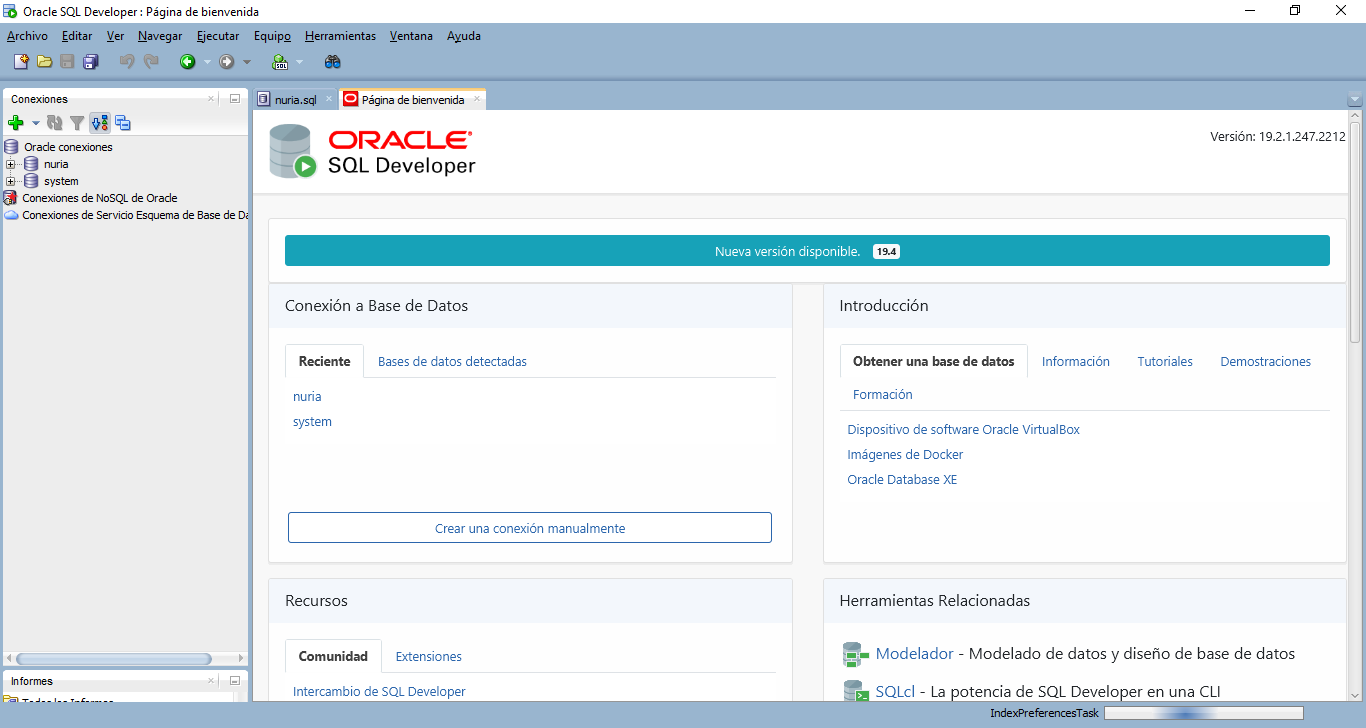 Oracle SQL Developer : Página de bienvenida
Archivo Editar Ver Navegar Ejecutar Equipo Herramientas Ventana Ayuda
SQL
Conexiones
nuria.sql
Página de bienvenida
Oracle conexiones
nuria
system
Conexiones de NoSQL de Oracle
Conexiones de Servicio Esquema de Base de Da
ORACLE
SQL Developer
Versión: 19.2.1.247.2212
Nueva versión disponible. 19.4
Conexión a Base de Datos
Reciente Bases de datos detectadas
nuria
system
Crear una conexión manualmente
Introducción
Obtener una base de datos Información Tutoriales Demostraciones
Formación
Dispositivo de software Oracle VirtualBox
Imágenes de Docker
Oracle Database XE
Recursos
Comunidad Extensiones
Intercambio de SQL Developer
Herramientas Relacionadas
Modelador - Modelado de datos y diseño de base de datos
SQLcl - La potencia de SQL Developer en una CLI
Informes
Todos los Informes
IndexPreferencesTask